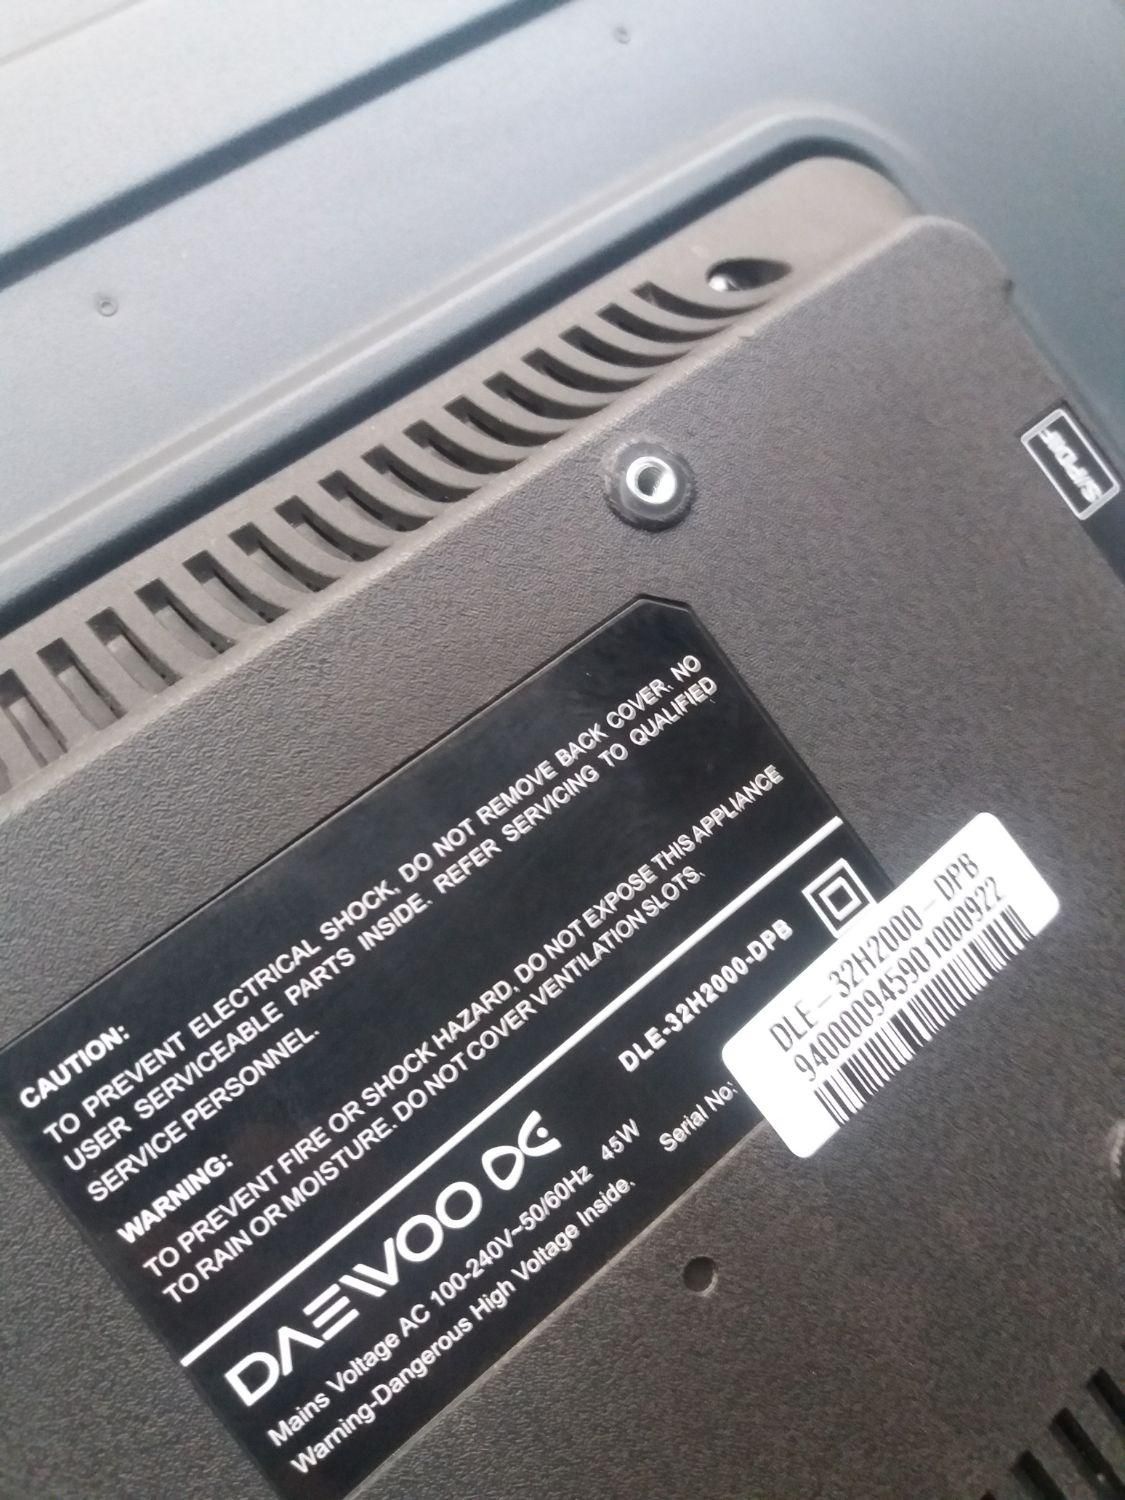 CAUTION:
TO PREVENT ELECTRICAL SHOCK, DO NOT REMOVE BACK COVER. NO
USER SERVICEABLE PARTS INSIDE. REFER SERVICING TO QUALIFIED
SERVICE PERSONNEL.
WARNING:
TO PREVENT FIRE OR SHOCK HAZARD, DO NOT EXPOSE THIS APPLIANCE
TO RAIN OR MOISTURE. DO NOT COVER VENTILATION SLOTS.
DAEWOO DE
DLE-32H2000-DPB
Mains Voltage AC 100-240V~50/60Hz 45W
Serial No:
Warning-Dangerous High Voltage Inside.
DLE-32H2000-DPB
940000945901000922